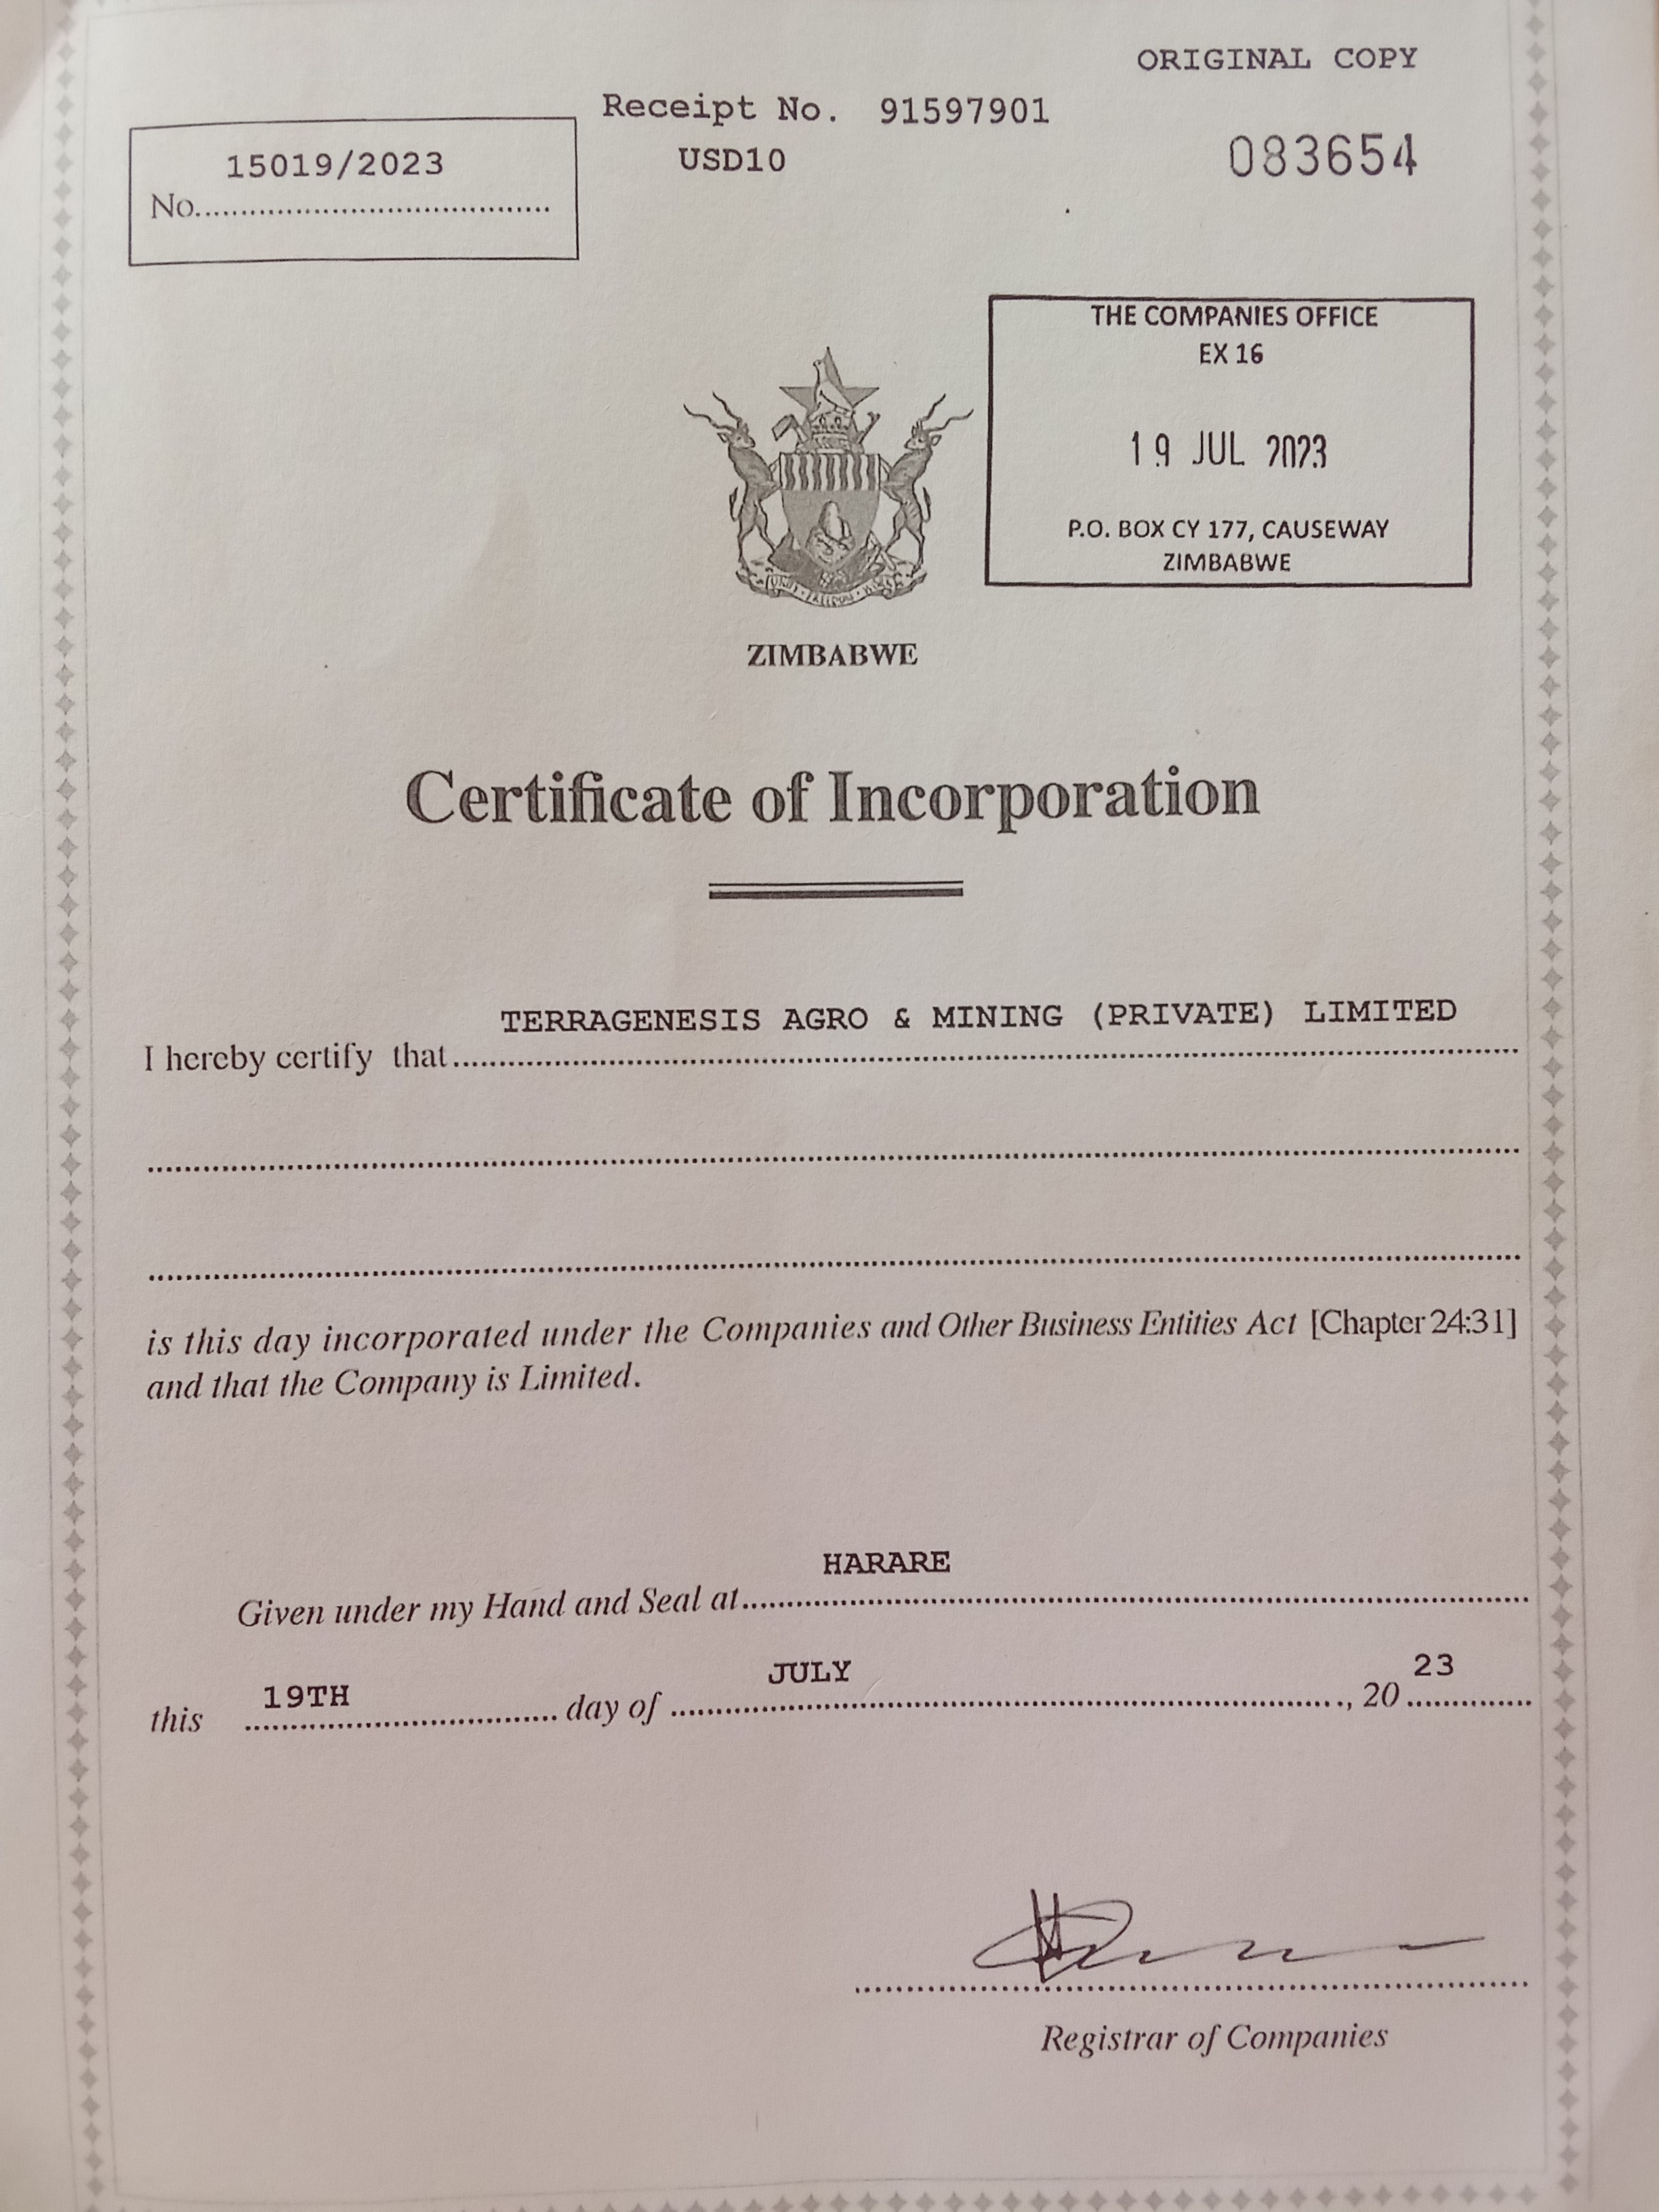 ORIGINAL COPY
Receipt No. 91597901
USD10
083654
15019/2023
No.......................................
THE COMPANIES OFFICE
EX 16
19 JUL 2023
P.O. BOX CY 177, CAUSEWAY
ZIMBABWE
UNITY • FREEDOM • WORK
ZIMBABWE
Certificate of Incorporation
TERRAGENESIS AGRO & MINING (PRIVATE) LIMITED
I hereby certify that........................................
is this day incorporated under the Companies and Other Business Entities Act [Chapter 24:31]
and that the Company is Limited.
HARARE
Given under my Hand and Seal at........................................
this 19TH day of JULY, 20 23
Registrar of Companies